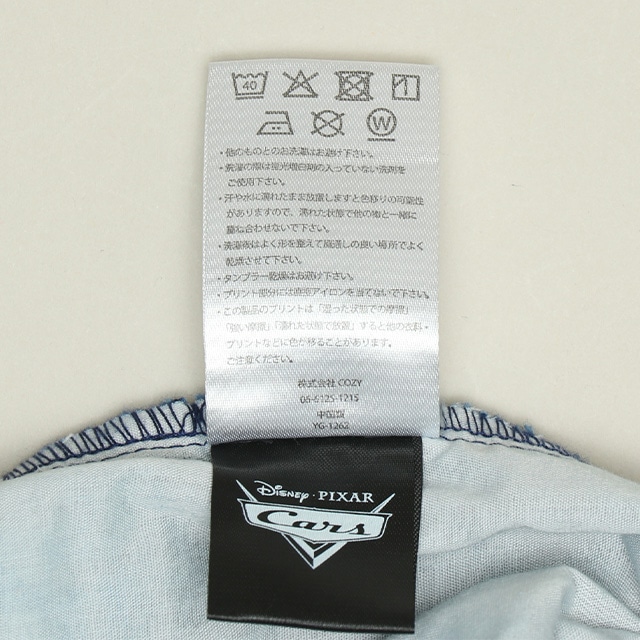 40
W
・他のものとのお洗濯はお避け下さい。
・洗濯の際は蛍光増白剤の入っていない洗剤を
ご使用下さい。
・汗や水に濡れたまま放置しますと色移りの可能性
がありますので、濡れた状態で他の物と一緒に
重ね合わせないで下さい。
・洗濯後はよく形を整えて風通しの良い場所でよく
乾燥させて下さい。
・タンブラー乾燥はお避け下さい。
・プリント部分には直接アイロンを当てないで下さい。
・この製品のプリントは「湿った状態での摩擦」
「強い摩擦」「濡れた状態で放置」すると他の衣料・
プリントなどに色が移ることがあります。
ご注意ください。
株式会社 COZY
06-6125-1215
中国製
YG-1262
Disney・PIXAR
Cars